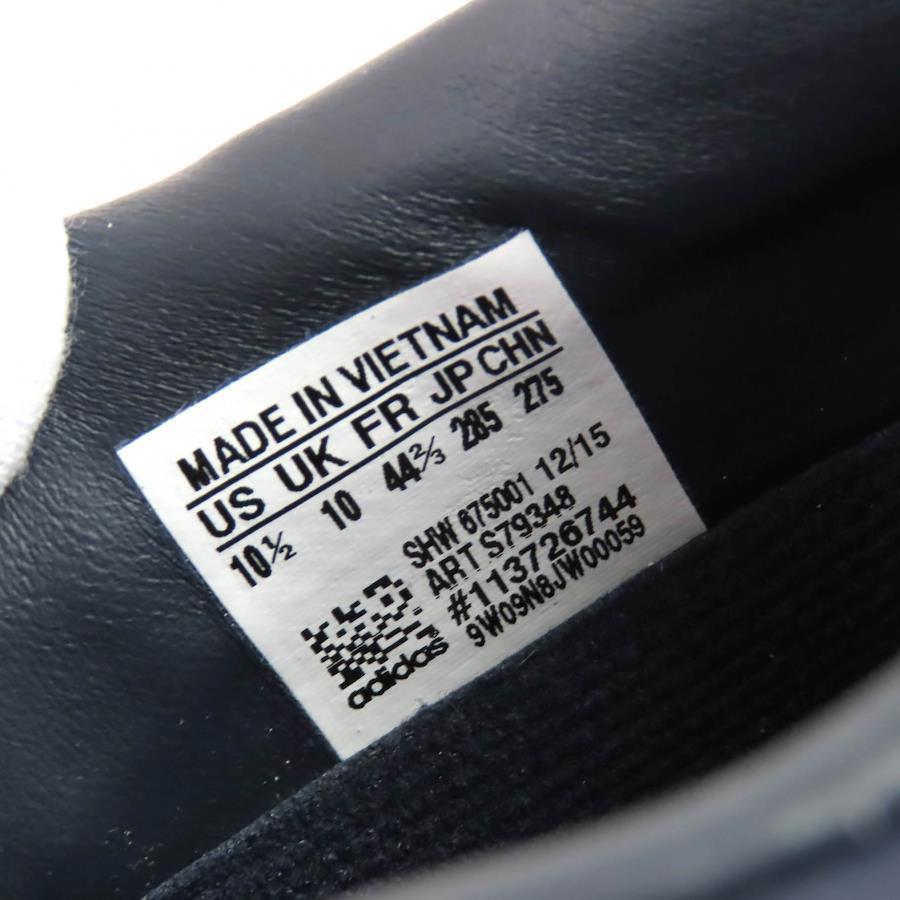 MADE IN VIETNAM
US UK FR JP CHN
10½ 10 44⅔ 285 275
SHW 675001 12/15
ART S79348
#113726744
9W09N8JW00059
adidas